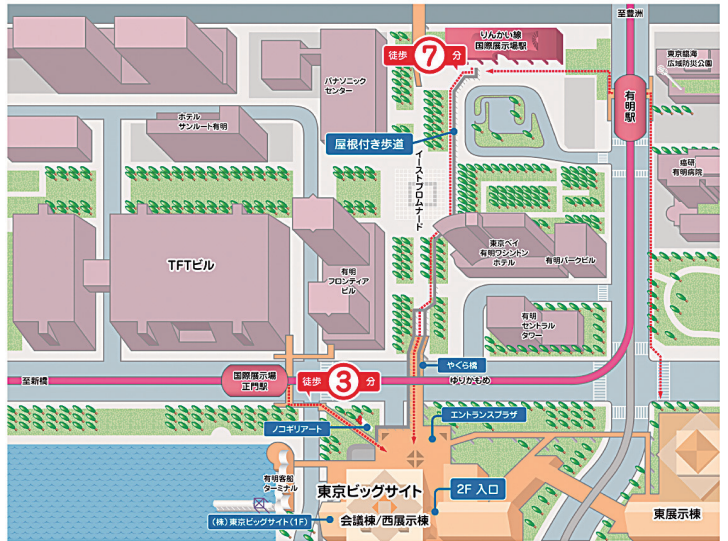 至豊洲
りんかい線
国際展示場駅
徒歩 7 分
パナソニック
センター
東京臨海
広域防災公園
有明駅
ホテル
サンルート有明
屋根付き歩道
癌研
有明病院
イーストプロムナード
東京ベイ
有明ワシントン
ホテル
有明パークビル
TFTビル
有明
フロンティア
ビル
有明
セントラル
タワー
やぐら橋
至新橋
国際展示場
正門駅
徒歩 3 分
ゆりかもめ
ノコギリアート
エントランスプラザ
有明客船
ターミナル
東京ビッグサイト
2F 入口
(株)東京ビッグサイト(1F)
会議棟/西展示棟
東展示棟